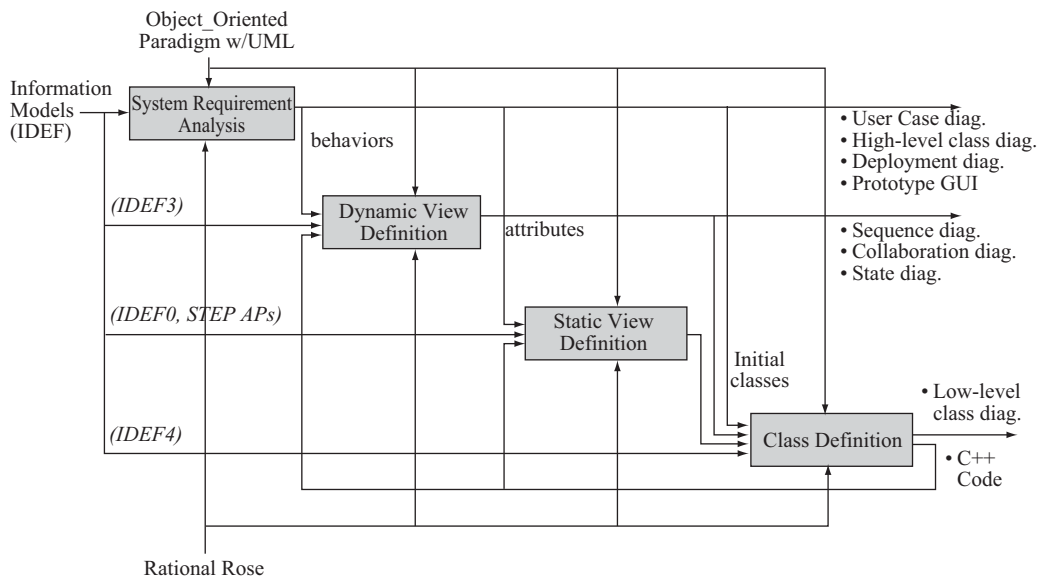 Object_Oriented
Paradigm w/UML
Information
Models
(IDEF)
System Requirement
Analysis
• User Case diag.
• High-level class diag.
• Deployment diag.
• Prototype GUI
behaviors
(IDEF3)
Dynamic View
Definition
attributes
• Sequence diag.
• Collaboration diag.
• State diag.
(IDEF0, STEP APs)
Static View
Definition
Initial
classes
• Low-level
class diag.
(IDEF4)
Class Definition
• C++
Code
Rational Rose